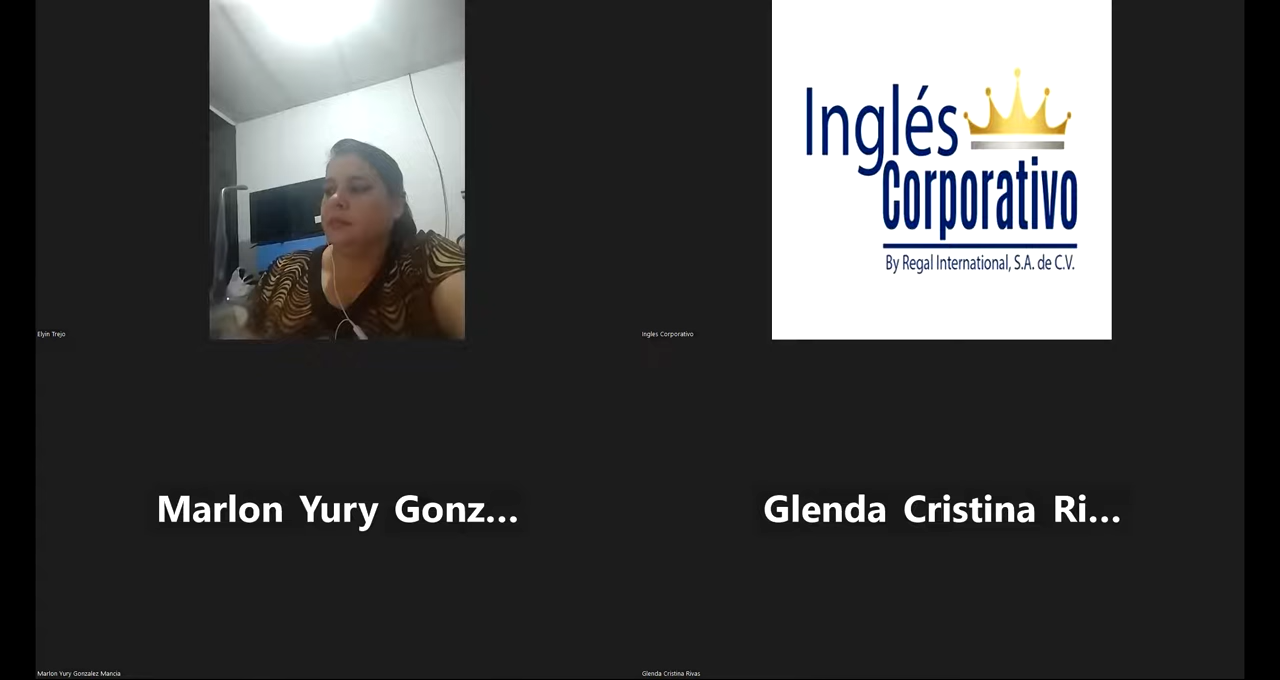 Inglés
Corporativo
By Regal International, S.A. de C.V.
Elyin Trejo
Ingles Corporativo
Marlon Yury Gonz...
Glenda Cristina Ri...
Marlon Yury Gonzalez Mancia
Glenda Cristina Rivas